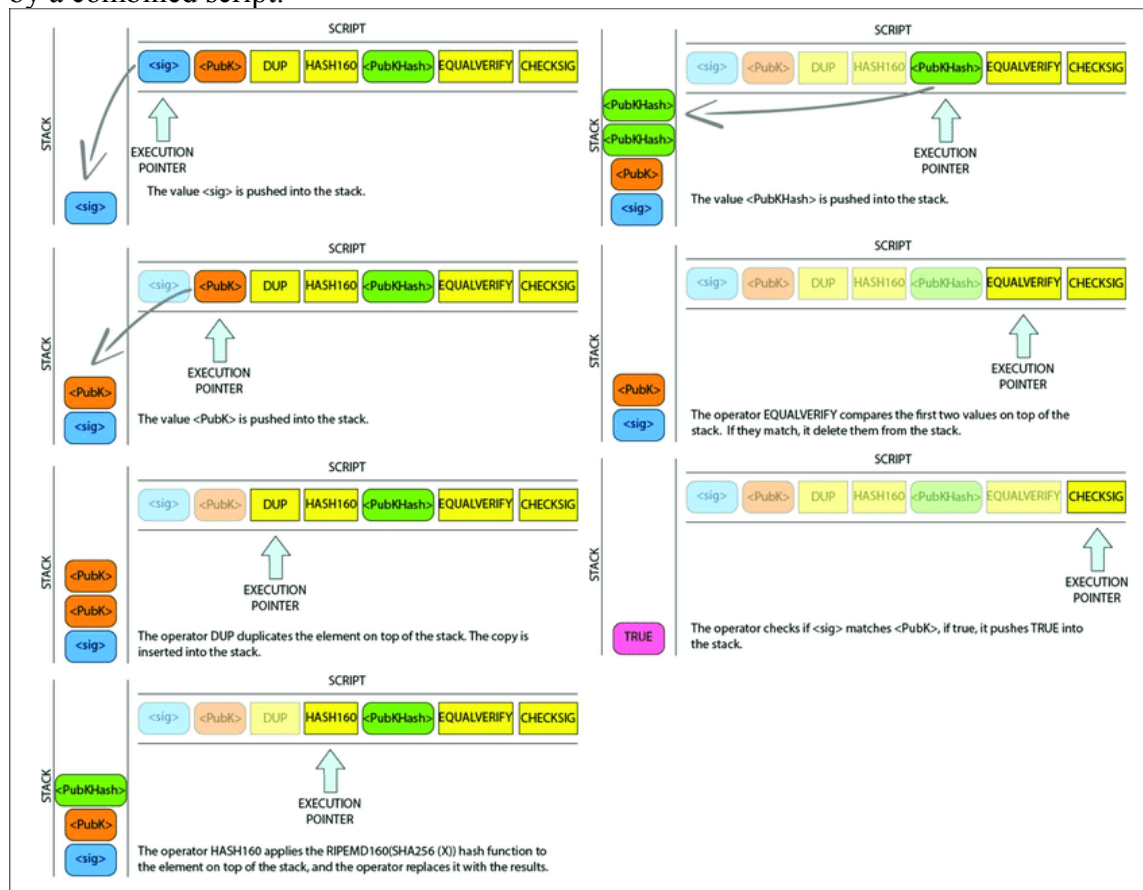 by a combined script.
SCRIPT
<sig> <PubK> DUP HASH160 <PubKHash> EQUALVERIFY CHECKSIG
STACK
EXECUTION
POINTER
The value <sig> is pushed into the stack.
<sig>
SCRIPT
<sig> <PubK> DUP HASH160 <PubKHash> EQUALVERIFY CHECKSIG
STACK
EXECUTION
POINTER
<PubK>
<sig>
The value <PubK> is pushed into the stack.
SCRIPT
<sig> <PubK> DUP HASH160 <PubKHash> EQUALVERIFY CHECKSIG
STACK
EXECUTION
POINTER
<PubK>
<PubK>
<sig>
The operator DUP duplicates the element on top of the stack. The copy is
inserted into the stack.
SCRIPT
<sig> <PubK> DUP HASH160 <PubKHash> EQUALVERIFY CHECKSIG
STACK
EXECUTION
POINTER
<PubKHash>
<PubK>
<sig>
The operator HASH160 applies the RIPEMD160(SHA256 (X)) hash function to
the element on top of the stack, and the operator replaces it with the results.
SCRIPT
<sig> <PubK> DUP HASH160 <PubKHash> EQUALVERIFY CHECKSIG
STACK
<PubKHash>
<PubKHash>
<PubK>
<sig>
EXECUTION
POINTER
The value <PubKHash> is pushed into the stack.
SCRIPT
<sig> <PubK> DUP HASH160 <PubKHash> EQUALVERIFY CHECKSIG
STACK
EXECUTION
POINTER
<PubK>
<sig>
The operator EQUALVERIFY compares the first two values on top of the
stack. If they match, it delete them from the stack.
SCRIPT
<sig> <PubK> DUP HASH160 <PubKHash> EQUALVERIFY CHECKSIG
STACK
EXECUTION
POINTER
TRUE
The operator checks if <sig> matches <PubK>, if true, it pushes TRUE into
the stack.